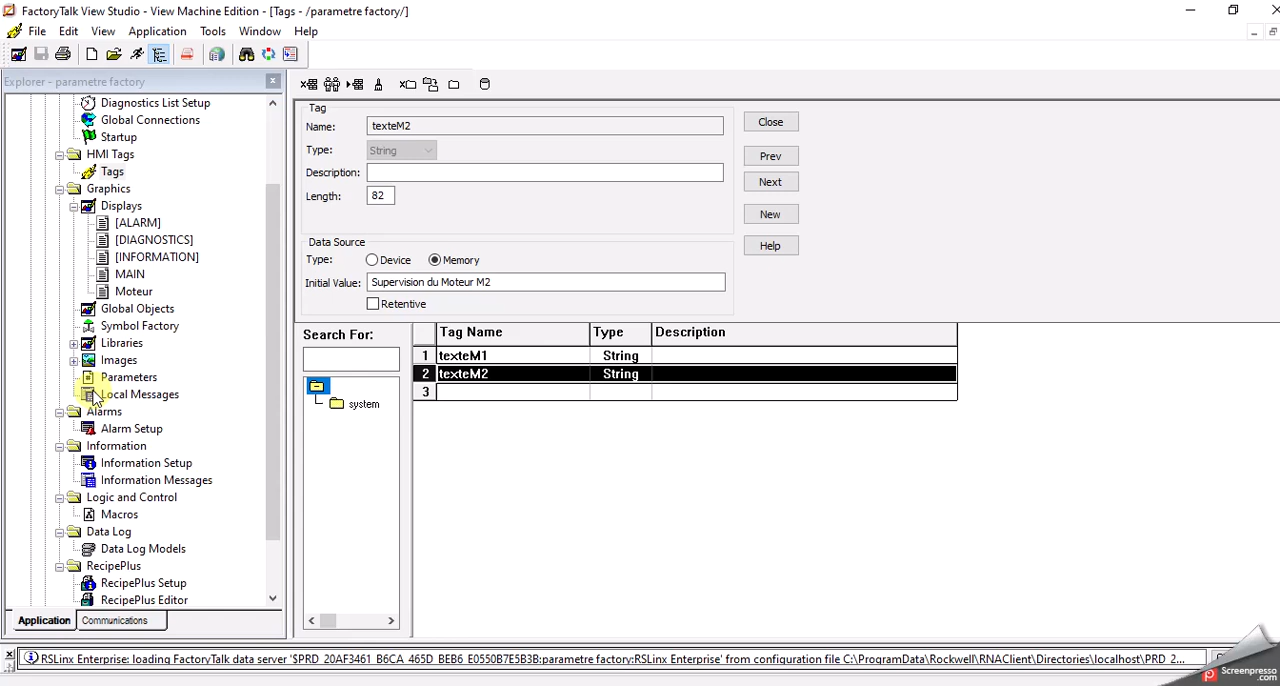 FactoryTalk View Studio - View Machine Edition - [Tags - /parametre factory/]
File Edit View Application Tools Window Help
Explorer - parametre factory
Diagnostics List Setup
Global Connections
Startup
HMI Tags
Tags
Graphics
Displays
[ALARM]
[DIAGNOSTICS]
[INFORMATION]
MAIN
Moteur
Global Objects
Symbol Factory
Libraries
Images
Parameters
Local Messages
Alarms
Alarm Setup
Information
Information Setup
Information Messages
Logic and Control
Macros
Data Log
Data Log Models
RecipePlus
RecipePlus Setup
RecipePlus Editor
Application Communications
Tag
Name: texteM2
Type: String
Description:
Length: 82
Close
Prev
Next
New
Help
Data Source
Type: Device Memory
Initial Value: Supervision du Moteur M2
Retentive
Search For:
system
Tag Name Type Description
1 texteM1 String
2 texteM2 String
3
RSLinx Enterprise: loading FactoryTalk data server '$PRD_20AF3461_B6CA_465D_BEB6_E0550B7E5B3B:parametre factory:RSLinx Enterprise' from configuration file C:\ProgramData\Rockwell\RNAClient\Directories\localhost\PRD_2...
Screenpresso
.com